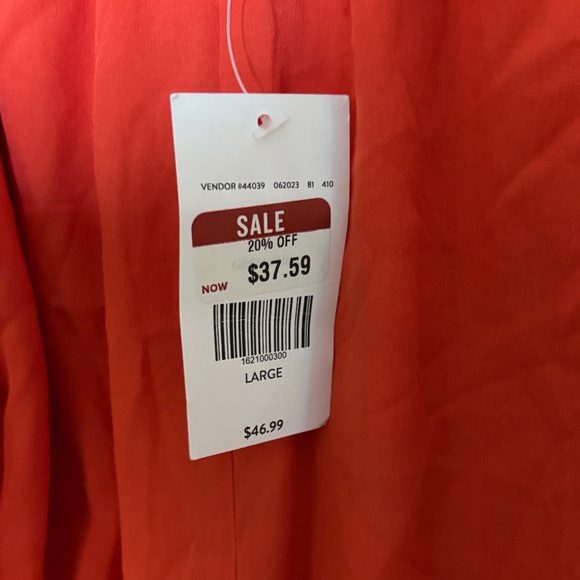 VENDOR #44039 062023 81 410
SALE
20% OFF
NOW $37.59
1621000300
LARGE
$46.99